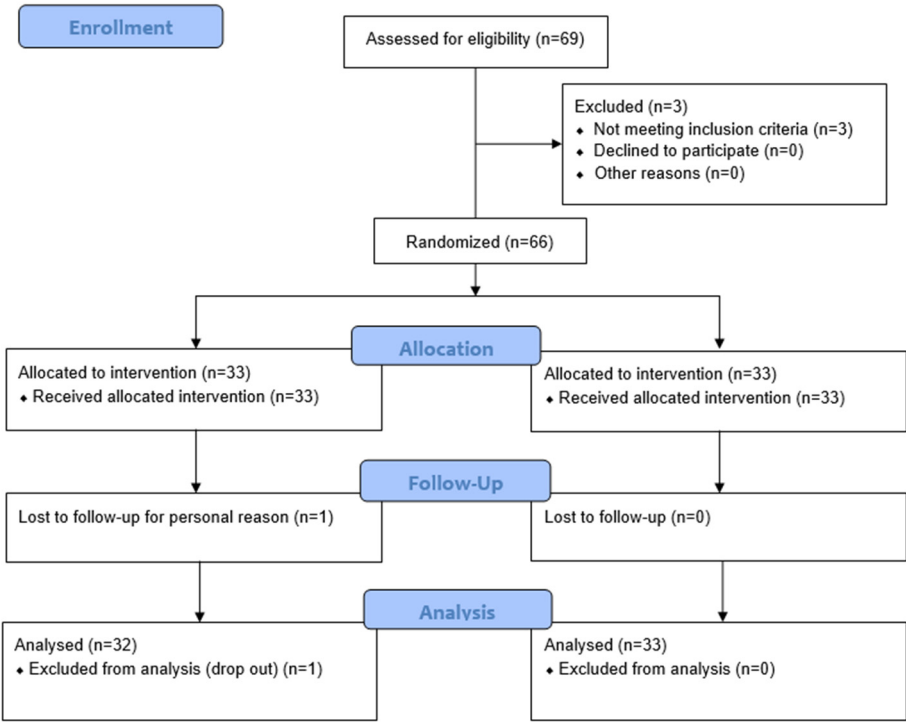 Enrollment
Assessed for eligibility (n=69)
Excluded (n=3)
⬥ Not meeting inclusion criteria (n=3)
⬥ Declined to participate (n=0)
⬥ Other reasons (n=0)
Randomized (n=66)
Allocation
Allocated to intervention (n=33)
⬥ Received allocated intervention (n=33)
Allocated to intervention (n=33)
⬥ Received allocated intervention (n=33)
Follow-Up
Lost to follow-up for personal reason (n=1)
Lost to follow-up (n=0)
Analysis
Analysed (n=32)
⬥ Excluded from analysis (drop out) (n=1)
Analysed (n=33)
⬥ Excluded from analysis (n=0)